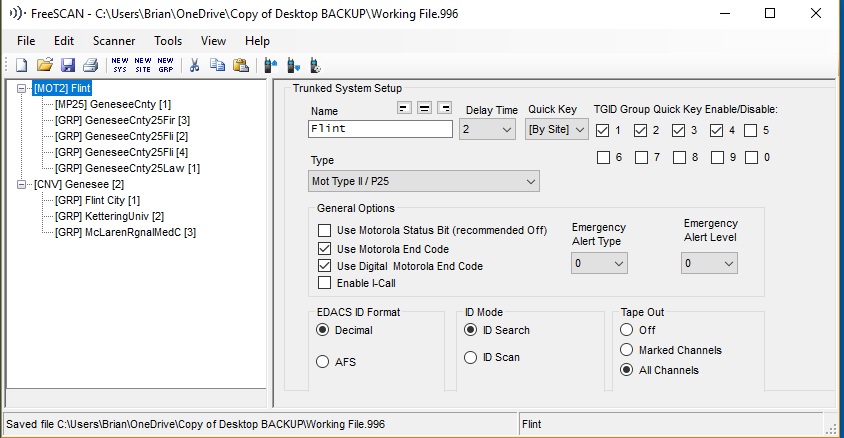 FreeSCAN - C:\Users\Brian\OneDrive\Copy of Desktop BACKUP\Working File.996
File Edit Scanner Tools View Help
NEW SYS NEW SITE NEW GRP
[MOT2] Flint
[MP25] GeneseeCnty [1]
[GRP] GeneseeCnty25Fir [3]
[GRP] GeneseeCnty25Fli [2]
[GRP] GeneseeCnty25Fli [4]
[GRP] GeneseeCnty25Law [1]
[CNV] Genesee [2]
[GRP] Flint City [1]
[GRP] KetteringUniv [2]
[GRP] McLarenRgnalMedC [3]
Trunked System Setup
Name Delay Time Quick Key TGID Group Quick Key Enable/Disable:
Flint 2 [By Site] 1 2 3 4 5
6 7 8 9 0
Type
Mot Type II / P25
General Options
Use Motorola Status Bit (recommended Off)
Use Motorola End Code
Use Digital Motorola End Code
Enable I-Call
Emergency
Alert Type
0
Emergency
Alert Level
0
EDACS ID Format
Decimal
AFS
ID Mode
ID Search
ID Scan
Tape Out
Off
Marked Channels
All Channels
Saved file C:\Users\Brian\OneDrive\Copy of Desktop BACKUP\Working File.996 Flint